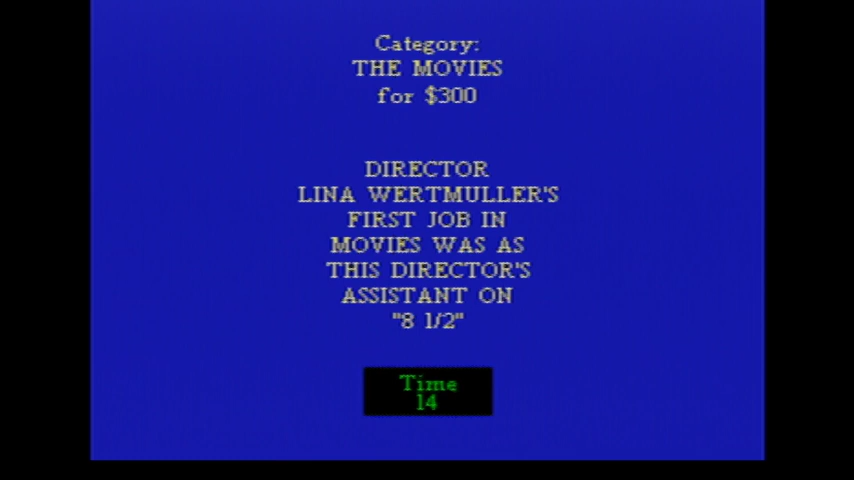 Category:
THE MOVIES
for $300
DIRECTOR
LINA WERTMULLER'S
FIRST JOB IN
MOVIES WAS AS
THIS DIRECTOR'S
ASSISTANT ON
"8 1/2"
Time
14